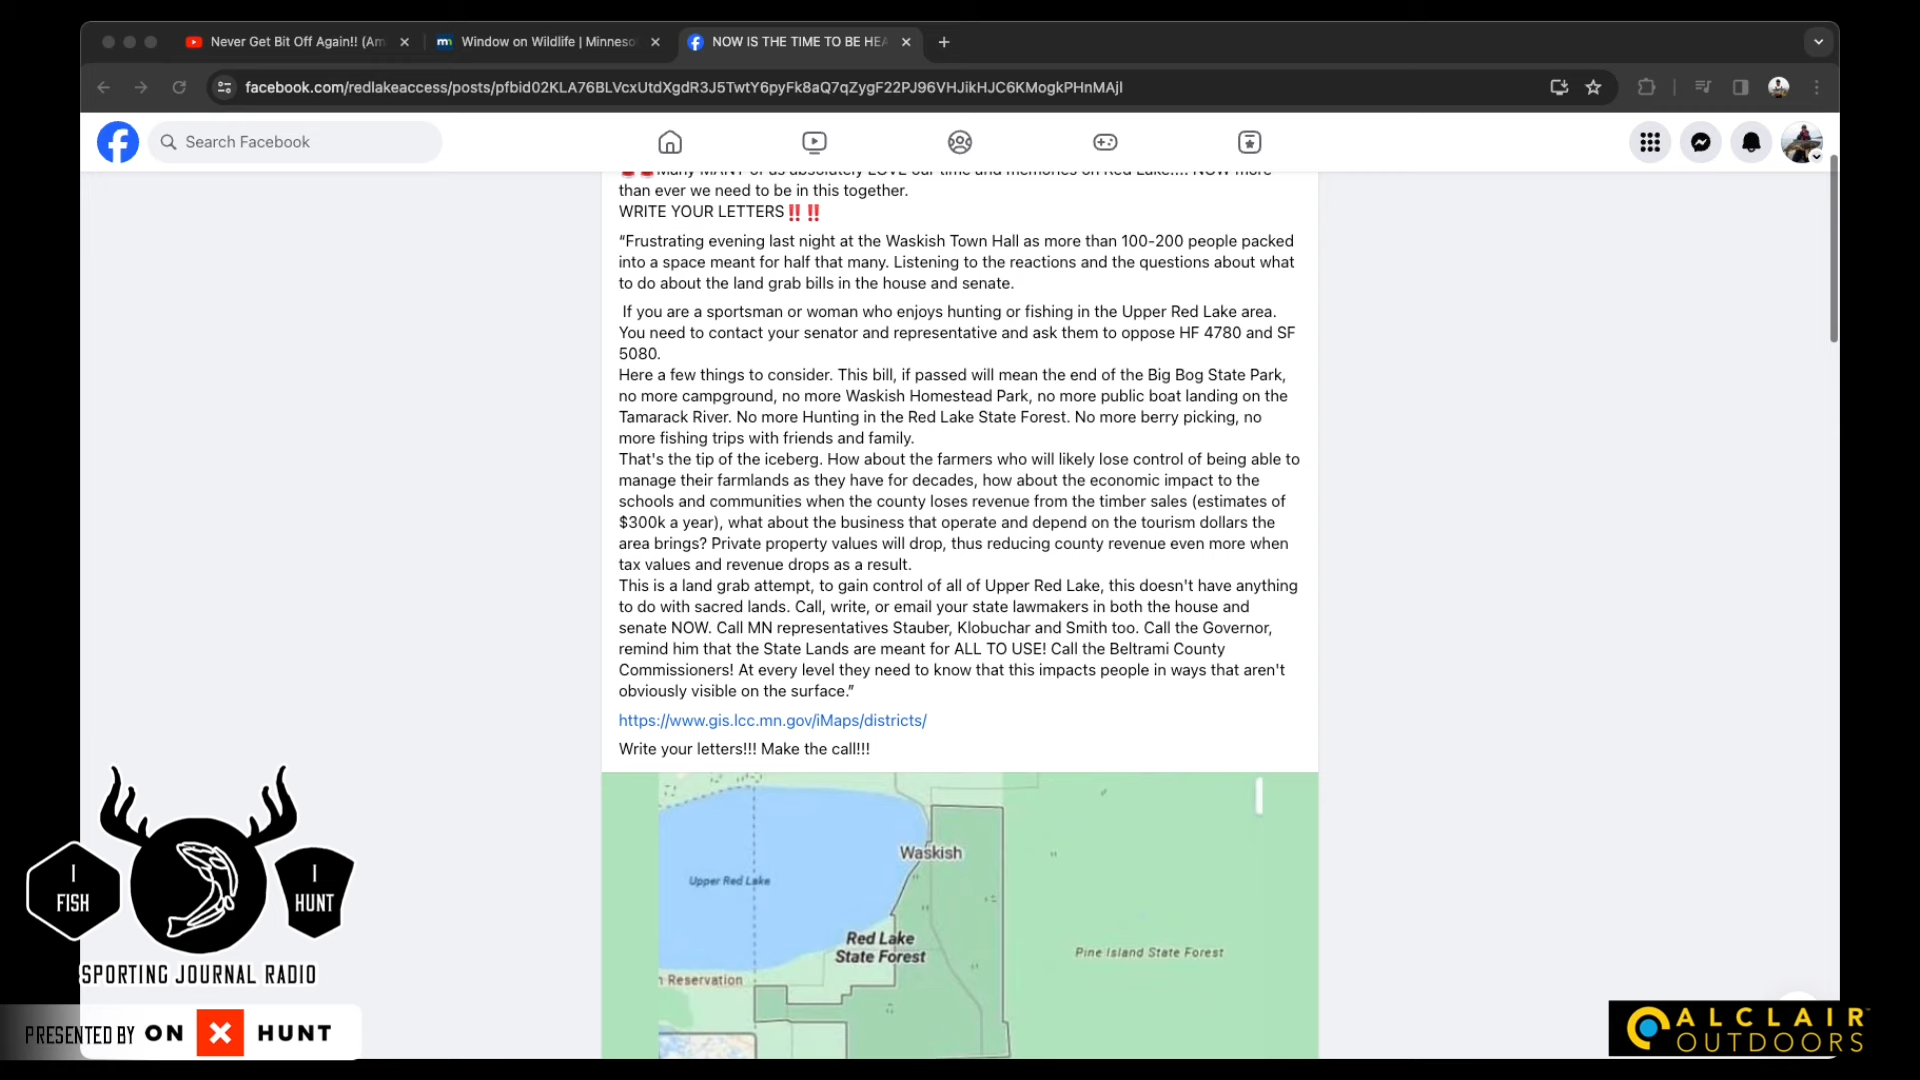 Never Get Bit Off Again!! (Am
Window on Wildlife | Minneso
NOW IS THE TIME TO BE HEA
facebook.com/redlakeaccess/posts/pfbid02KLA76BLVcxUtdXgdR3J5TwtY6pyFk8aQ7qZygF22PJ96VHJikHJC6KMogkPHnMAjl
Search Facebook
Many MANY of us absolutely LOVE our time and memories on Red Lake.... NOW more
than ever we need to be in this together.
WRITE YOUR LETTERS‼️ ‼️
“Frustrating evening last night at the Waskish Town Hall as more than 100-200 people packed
into a space meant for half that many. Listening to the reactions and the questions about what
to do about the land grab bills in the house and senate.
If you are a sportsman or woman who enjoys hunting or fishing in the Upper Red Lake area.
You need to contact your senator and representative and ask them to oppose HF 4780 and SF
5080.
Here a few things to consider. This bill, if passed will mean the end of the Big Bog State Park,
no more campground, no more Waskish Homestead Park, no more public boat landing on the
Tamarack River. No more Hunting in the Red Lake State Forest. No more berry picking, no
more fishing trips with friends and family.
That's the tip of the iceberg. How about the farmers who will likely lose control of being able to
manage their farmlands as they have for decades, how about the economic impact to the
schools and communities when the county loses revenue from the timber sales (estimates of
$300k a year), what about the business that operate and depend on the tourism dollars the
area brings? Private property values will drop, thus reducing county revenue even more when
tax values and revenue drops as a result.
This is a land grab attempt, to gain control of all of Upper Red Lake, this doesn't have anything
to do with sacred lands. Call, write, or email your state lawmakers in both the house and
senate NOW. Call MN representatives Stauber, Klobuchar and Smith too. Call the Governor,
remind him that the State Lands are meant for ALL TO USE! Call the Beltrami County
Commissioners! At every level they need to know that this impacts people in ways that aren't
obviously visible on the surface.”
https://www.gis.lcc.mn.gov/iMaps/districts/
Write your letters!!! Make the call!!!
Waskish
Upper Red Lake
Red Lake
State Forest
Pine Island State Forest
n Reservation
I
FISH
I
HUNT
SPORTING JOURNAL RADIO
PRESENTED BY ON X HUNT
ALCLAIR
OUTDOORS